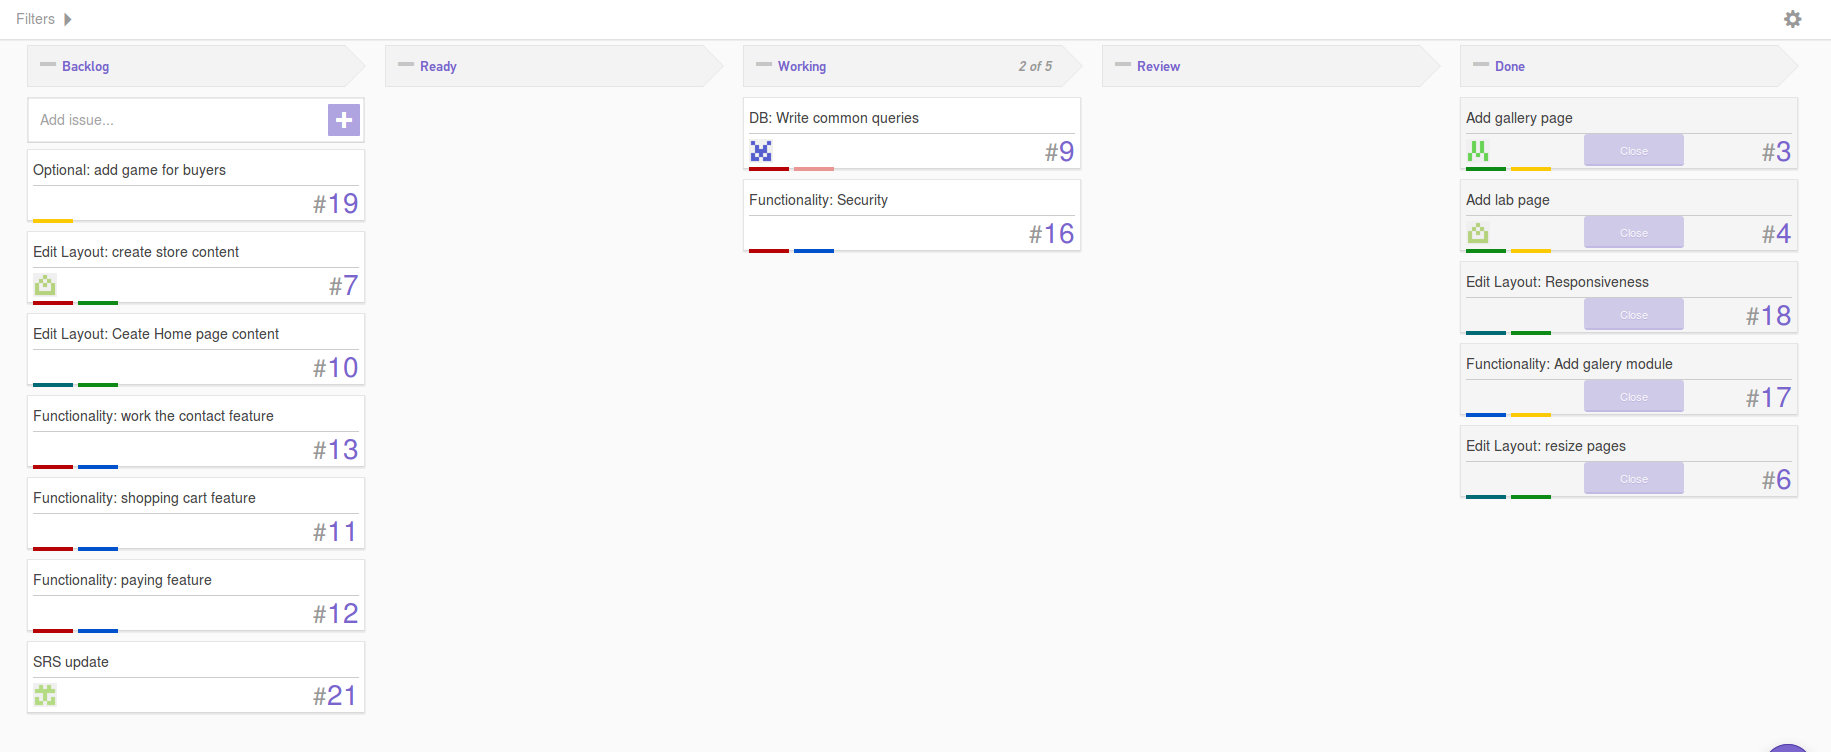 Filters
Backlog
Ready
Working 2 of 5
Review
Done
Add issue...
Optional: add game for buyers
#19
Edit Layout: create store content
#7
Edit Layout: Ceate Home page content
#10
Functionality: work the contact feature
#13
Functionality: shopping cart feature
#11
Functionality: paying feature
#12
SRS update
#21
DB: Write common queries
#9
Functionality: Security
#16
Add gallery page
Close #3
Add lab page
Close #4
Edit Layout: Responsiveness
Close #18
Functionality: Add galery module
Close #17
Edit Layout: resize pages
Close #6